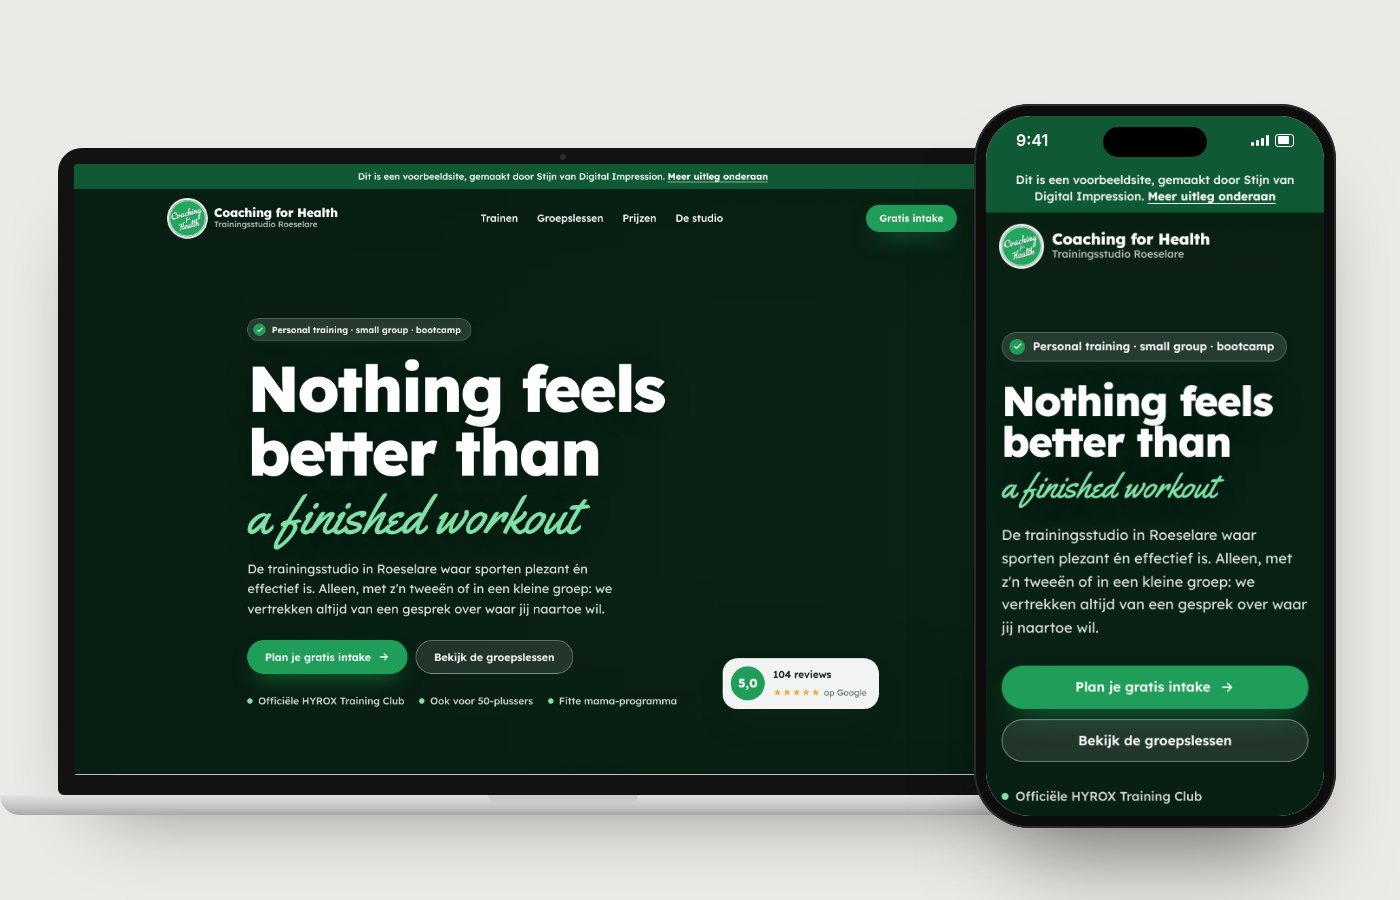 Dit is een voorbeeldsite, gemaakt door Stijn van Digital Impression. Meer uitleg onderaan
Coaching for Health
Coaching for Health
Trainingsstudio Roeselare
Trainen
Groepslessen
Prijzen
De studio
Gratis intake
Personal training · small group · bootcamp
Nothing feels
better than
a finished workout
De trainingsstudio in Roeselare waar sporten plezant én
effectief is. Alleen, met z'n tweeën of in een kleine groep: we
vertrekken altijd van een gesprek over waar jij naartoe wil.
Plan je gratis intake →
Bekijk de groepslessen
Officiële HYROX Training Club
Ook voor 50-plussers
Fitte mama-programma
5,0
104 reviews
★★★★★ op Google
9:41
Dit is een voorbeeldsite, gemaakt door Stijn van
Digital Impression. Meer uitleg onderaan
Coaching for Health
Coaching for Health
Trainingsstudio Roeselare
Personal training · small group · bootcamp
Nothing feels
better than
a finished workout
De trainingsstudio in Roeselare waar
sporten plezant én effectief is. Alleen, met
z'n tweeën of in een kleine groep: we
vertrekken altijd van een gesprek over waar
jij naartoe wil.
Plan je gratis intake →
Bekijk de groepslessen
Officiële HYROX Training Club